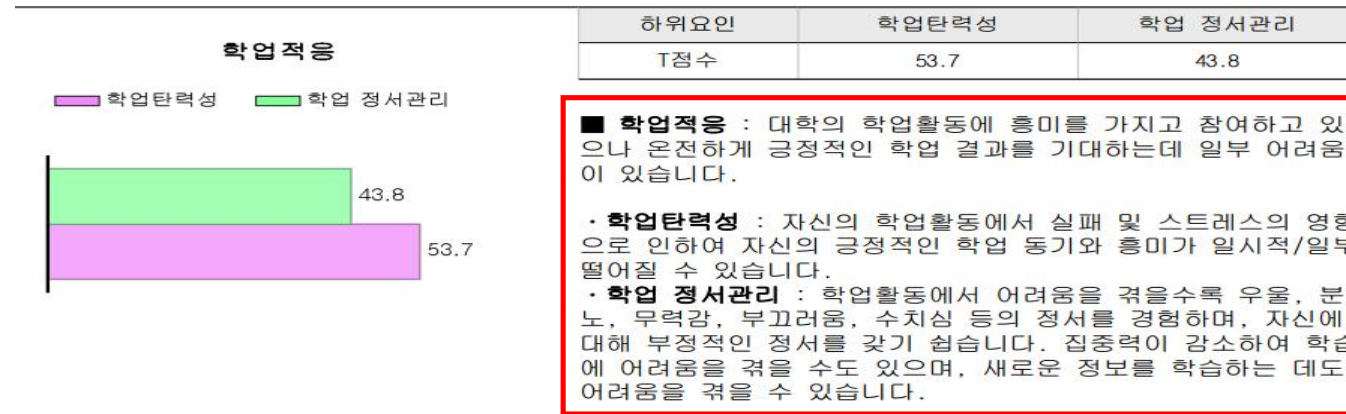 학업적응
학업탄력성 학업 정서관리
43.8
53.7
하위요인 학업탄력성 학업 정서관리
T점수 53.7 43.8
■ 학업적응 : 대학의 학업활동에 흥미를 가지고 참여하고 있
으나 온전하게 긍정적인 학업 결과를 기대하는데 일부 어려움
이 있습니다.
· 학업탄력성 : 자신의 학업활동에서 실패 및 스트레스의 영향
으로 인하여 자신의 긍정적인 학업 동기와 흥미가 일시적/일부
떨어질 수 있습니다.
· 학업 정서관리 : 학업활동에서 어려움을 겪을수록 우울, 분
노, 무력감, 부끄러움, 수치심 등의 정서를 경험하며, 자신에
대해 부정적인 정서를 갖기 쉽습니다. 집중력이 감소하여 학습
에 어려움을 겪을 수도 있으며, 새로운 정보를 학습하는 데도
어려움을 겪을 수 있습니다.